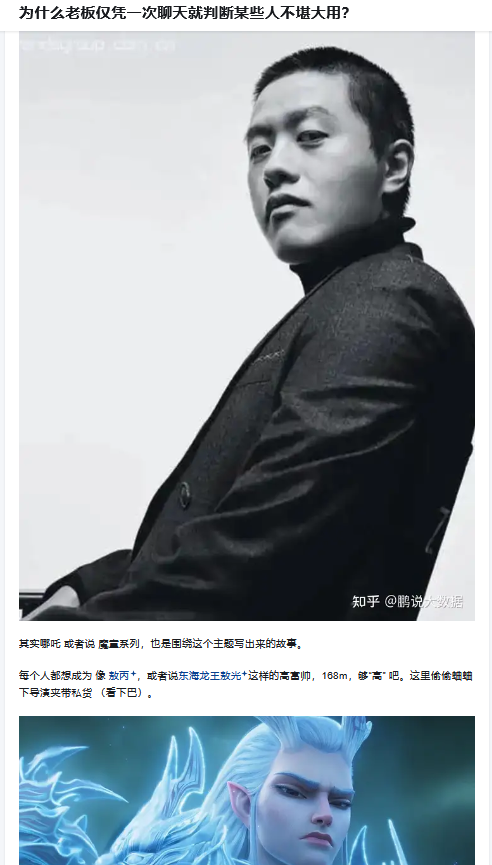 为什么老板仅凭一次聊天就判断某些人不堪大用?
知乎 @鹏说大数据
其实哪吒 或者说 魔童系列，也是围绕这个主题写出来的故事。
每个人都想成为 像 敖丙，或者说东海龙王敖光这样的高富帅，168m，够“高” 吧。这里偷偷蛐蛐
下导演夹带私货 （看下巴）。